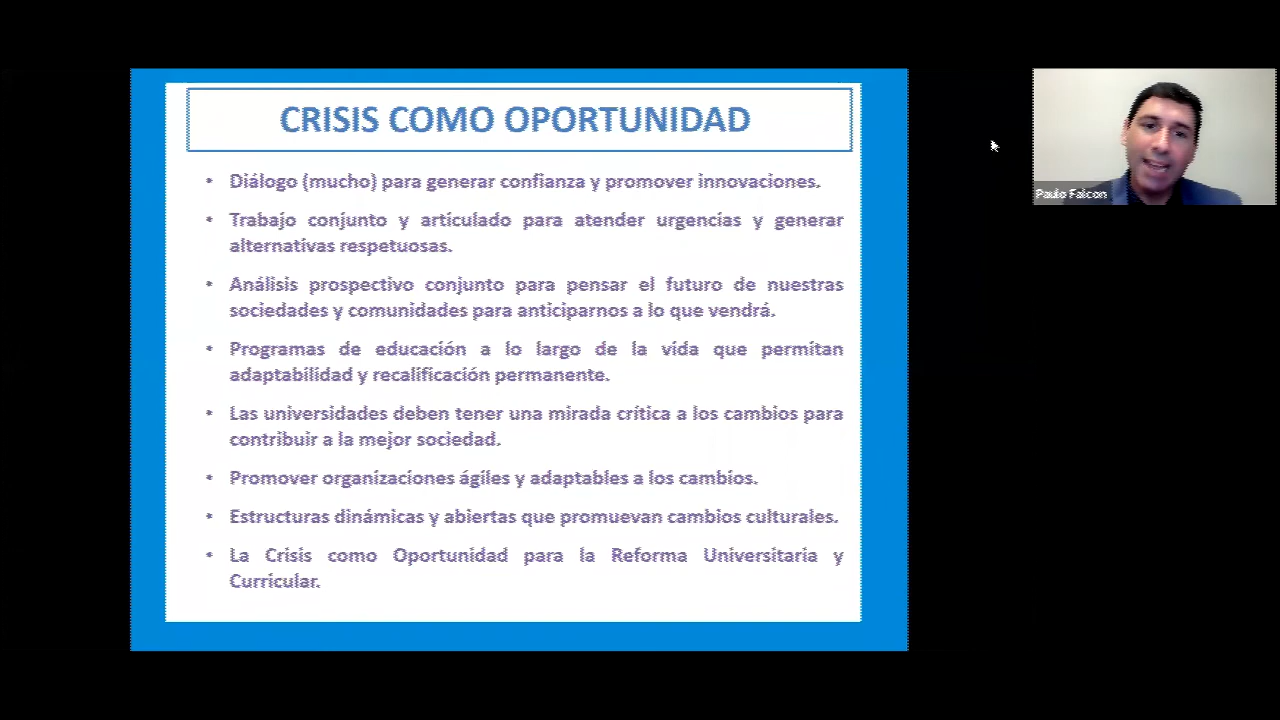 CRISIS COMO OPORTUNIDAD
• Diálogo (mucho) para generar confianza y promover innovaciones.
• Trabajo conjunto y articulado para atender urgencias y generar
alternativas respetuosas.
• Análisis prospectivo conjunto para pensar el futuro de nuestras
sociedades y comunidades para anticiparnos a lo que vendrá.
• Programas de educación a lo largo de la vida que permitan
adaptabilidad y recalificación permanente.
• Las universidades deben tener una mirada crítica a los cambios para
contribuir a la mejor sociedad.
• Promover organizaciones ágiles y adaptables a los cambios.
• Estructuras dinámicas y abiertas que promuevan cambios culturales.
• La Crisis como Oportunidad para la Reforma Universitaria y
Curricular.
Paulo Falcon